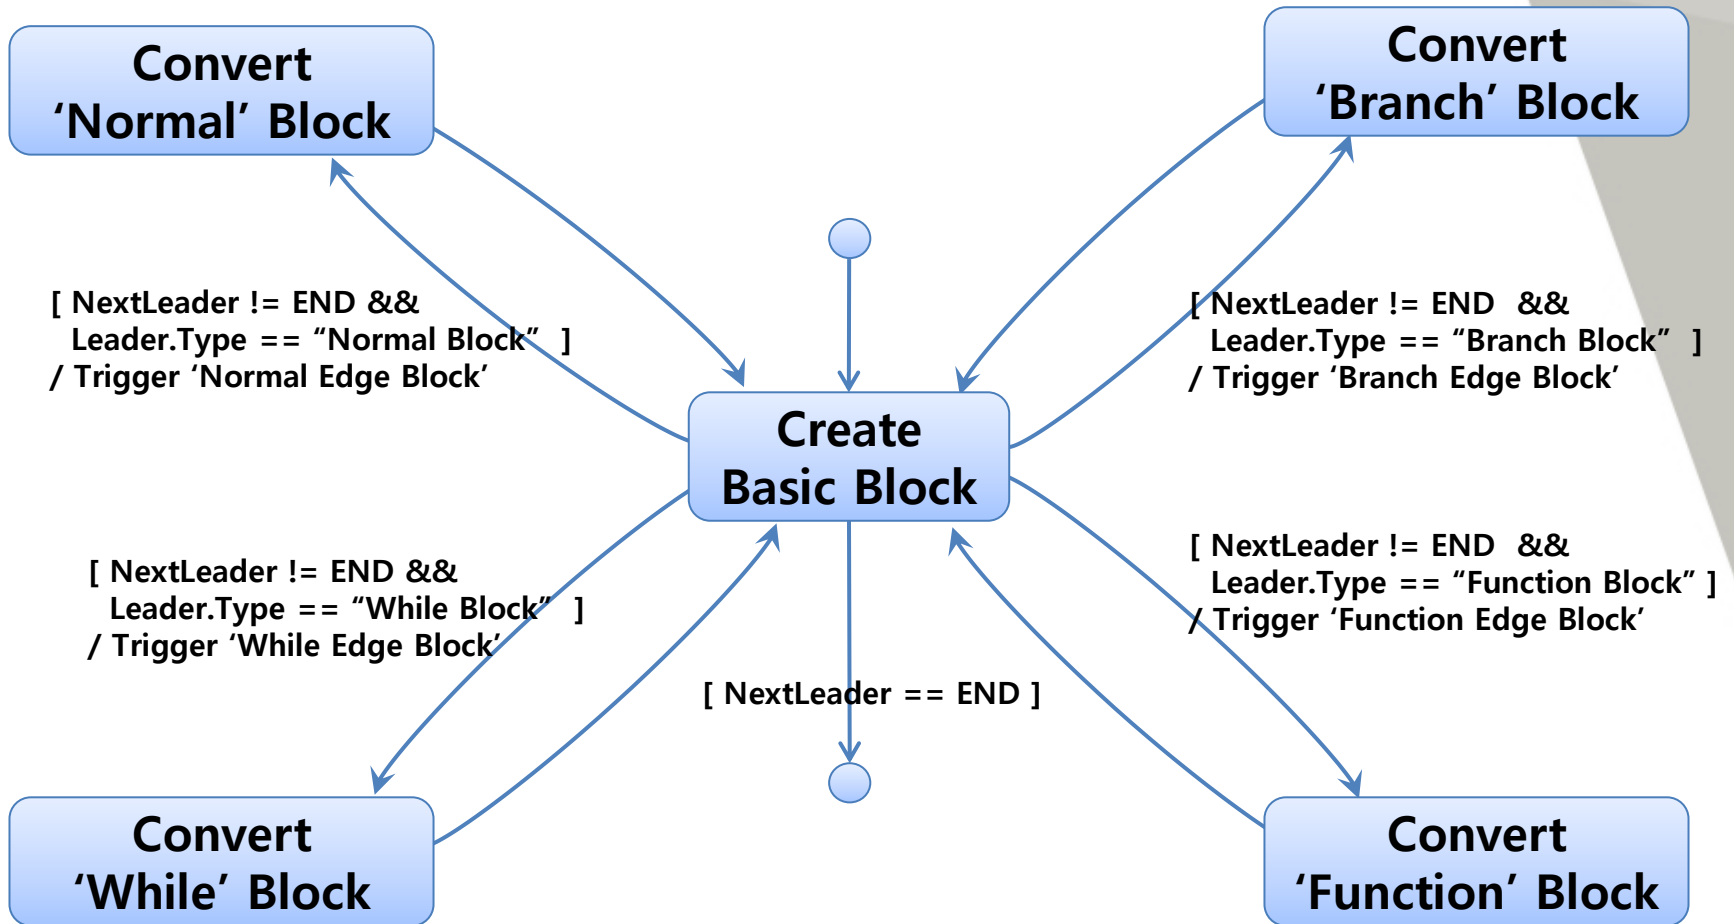 Convert
‘Normal’ Block
Convert
‘Branch’ Block
[ NextLeader != END &&
Leader.Type == “Normal Block” ]
/ Trigger ‘Normal Edge Block’
[ NextLeader != END &&
Leader.Type == “Branch Block” ]
/ Trigger ‘Branch Edge Block’
Create
Basic Block
[ NextLeader != END &&
Leader.Type == “While Block” ]
/ Trigger ‘While Edge Block’
[ NextLeader != END &&
Leader.Type == “Function Block” ]
/ Trigger ‘Function Edge Block’
[ NextLeader == END ]
Convert
‘While’ Block
Convert
‘Function’ Block